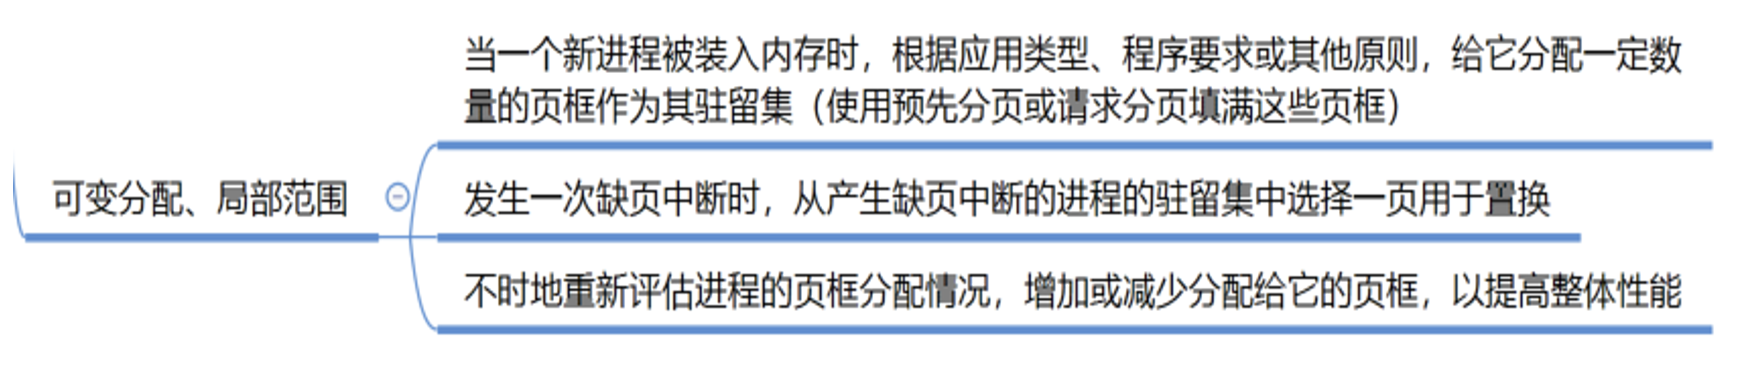 当一个新进程被装入内存时，根据应用类型、程序要求或其他原则，给它分配一定数
量的页框作为其驻留集（使用预先分页或请求分页填满这些页框）
可变分配、局部范围
发生一次缺页中断时，从产生缺页中断的进程的驻留集中选择一页用于置换
不时地重新评估进程的页框分配情况，增加或减少分配给它的页框，以提高整体性能